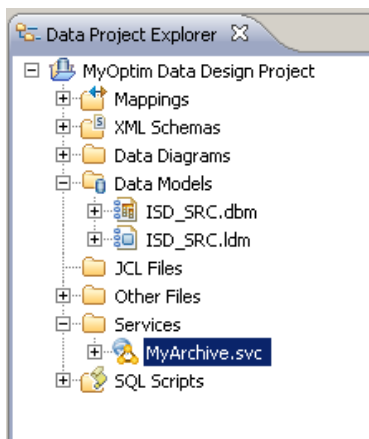 Data Project Explorer
MyOptim Data Design Project
Mappings
XML Schemas
Data Diagrams
Data Models
ISD_SRC.dbm
ISD_SRC.ldm
JCL Files
Other Files
Services
MyArchive.svc
SQL Scripts